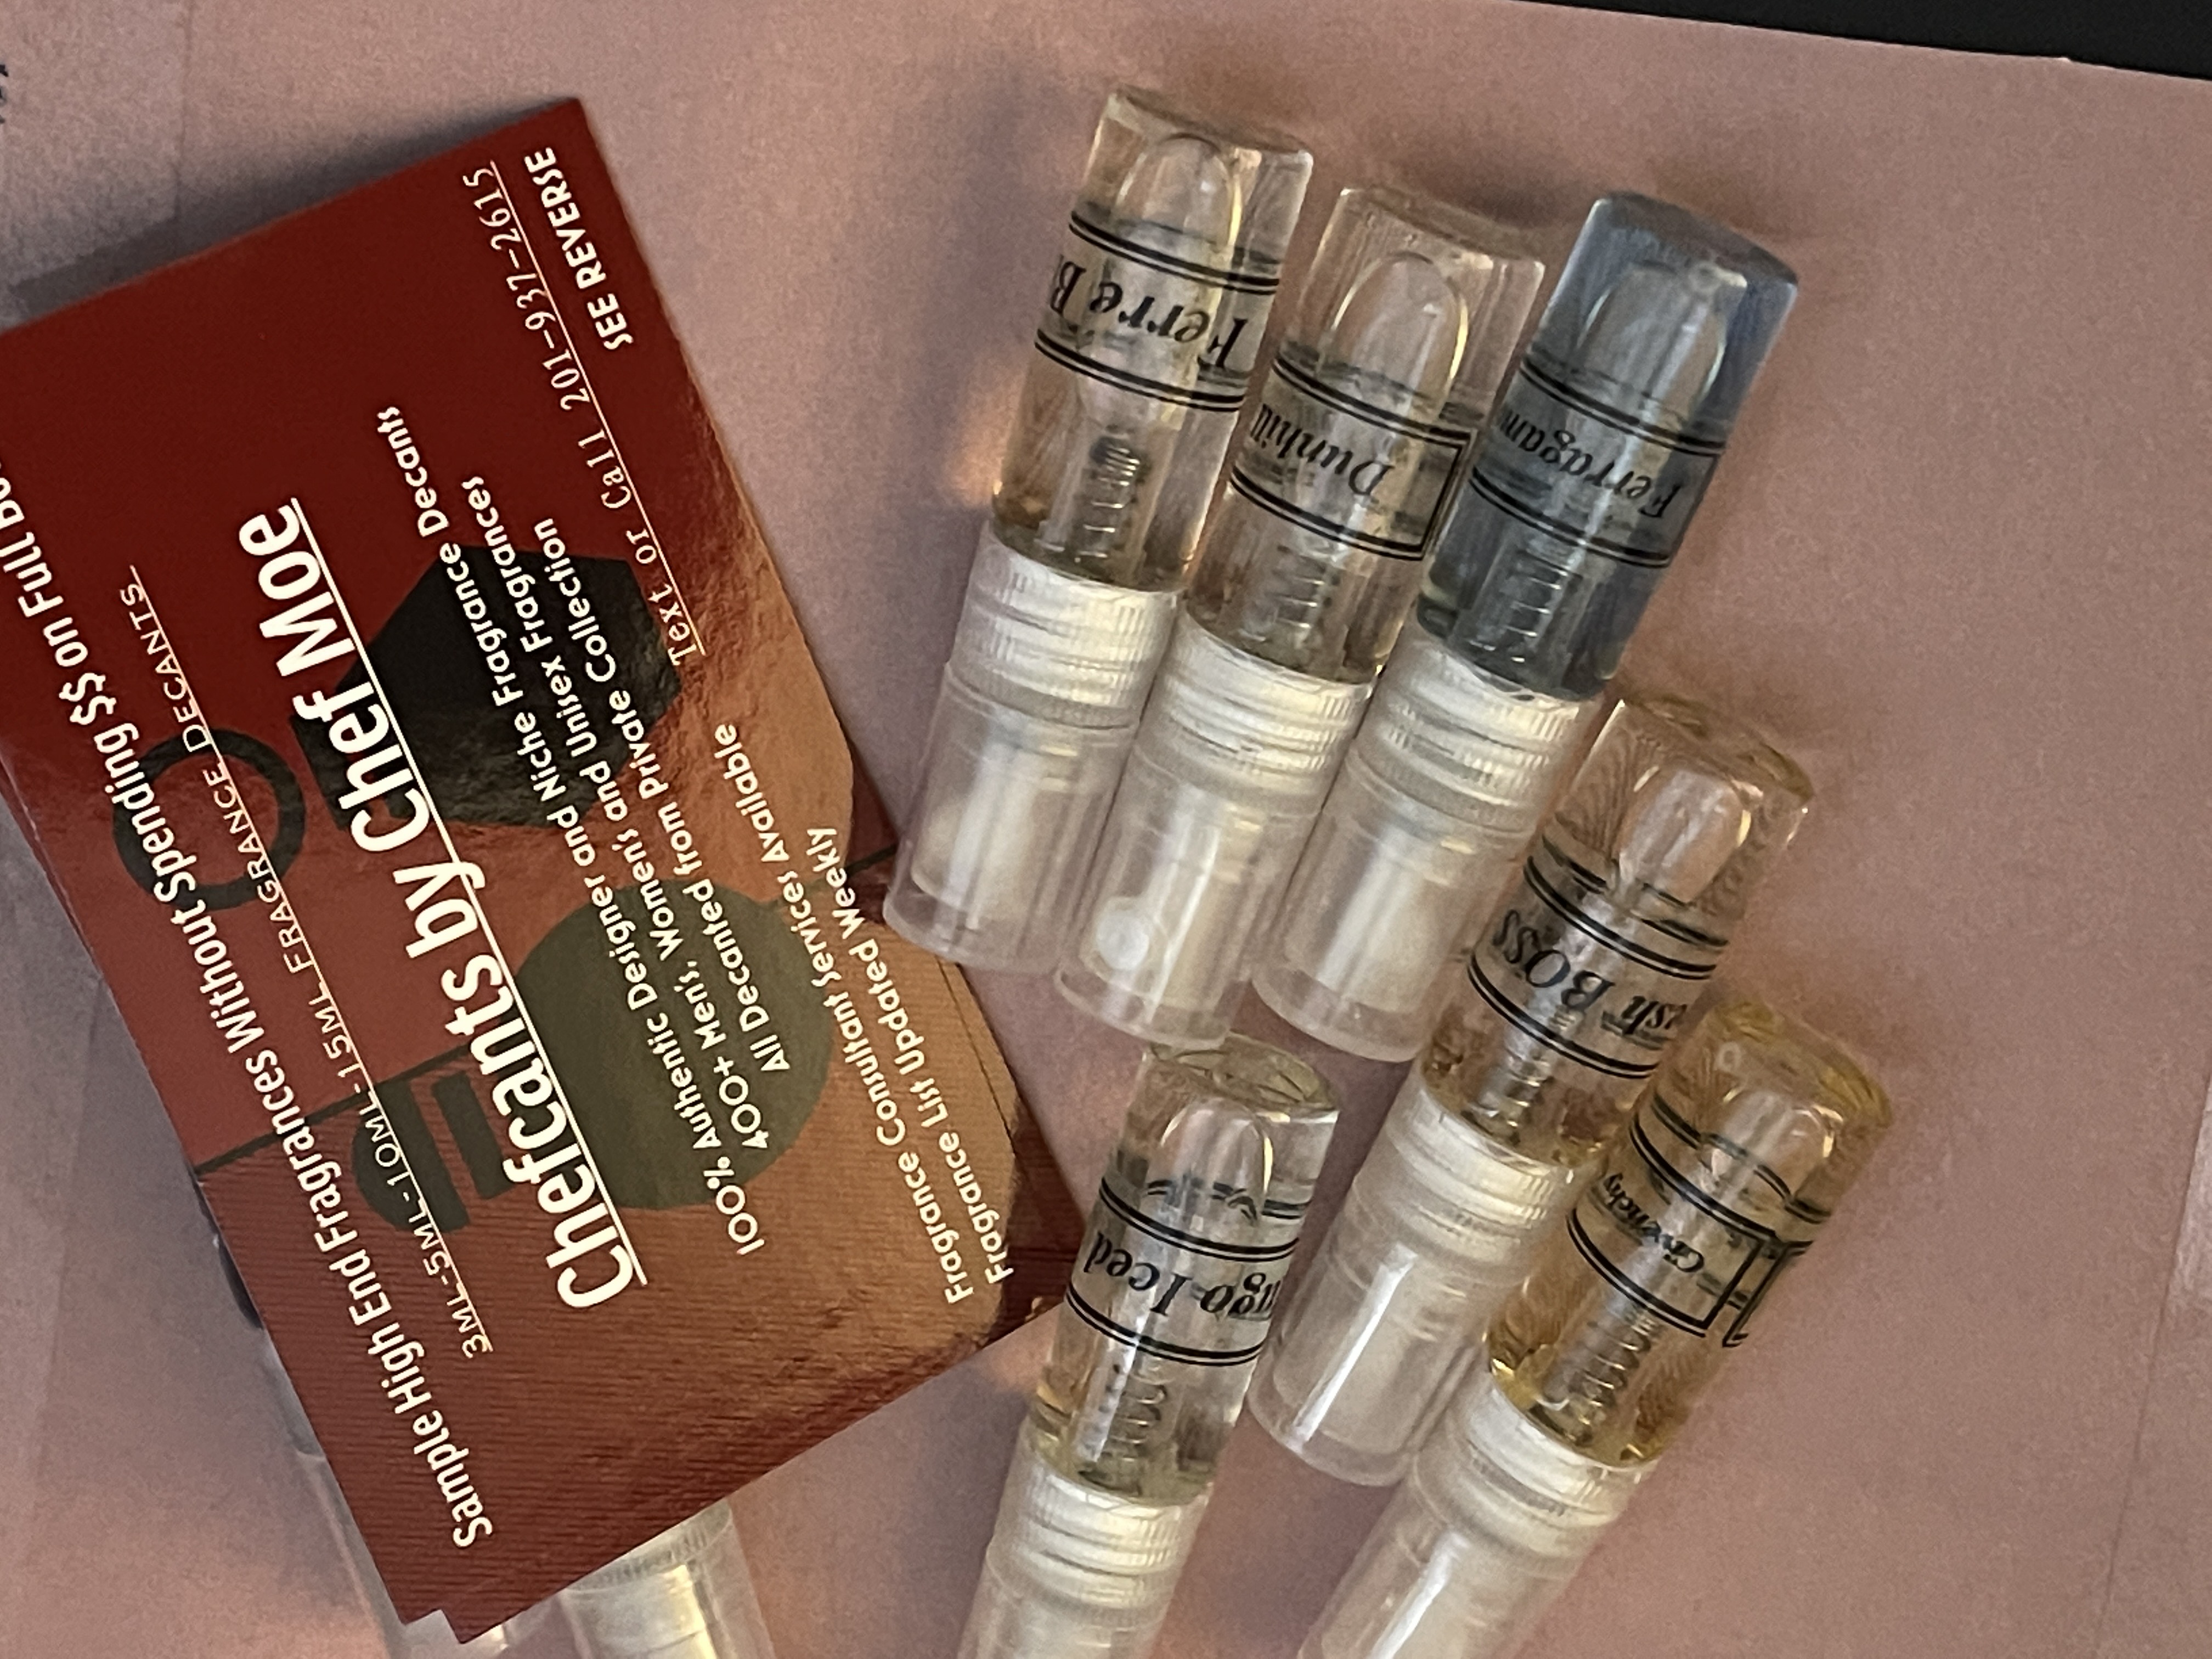 Sample High End Fragrances Without Spending $$ on Full
3ML-5ML-10ML-15ML FRAGRANCE DECANTS
Chefcants by Chef Moe
100% Authentic Designer and Niche Fragrance Decants
400+ Men's, Women's and Unisex Fragrances
All Decanted from Private Collection
Text or Call 201-937-2615
SEE REVERSE
Fragrance Consultant Services Available
Fragrance List Updated Weekly
Ferre
Iced
Dunhill
Ferragam
BOSS
Givenchy